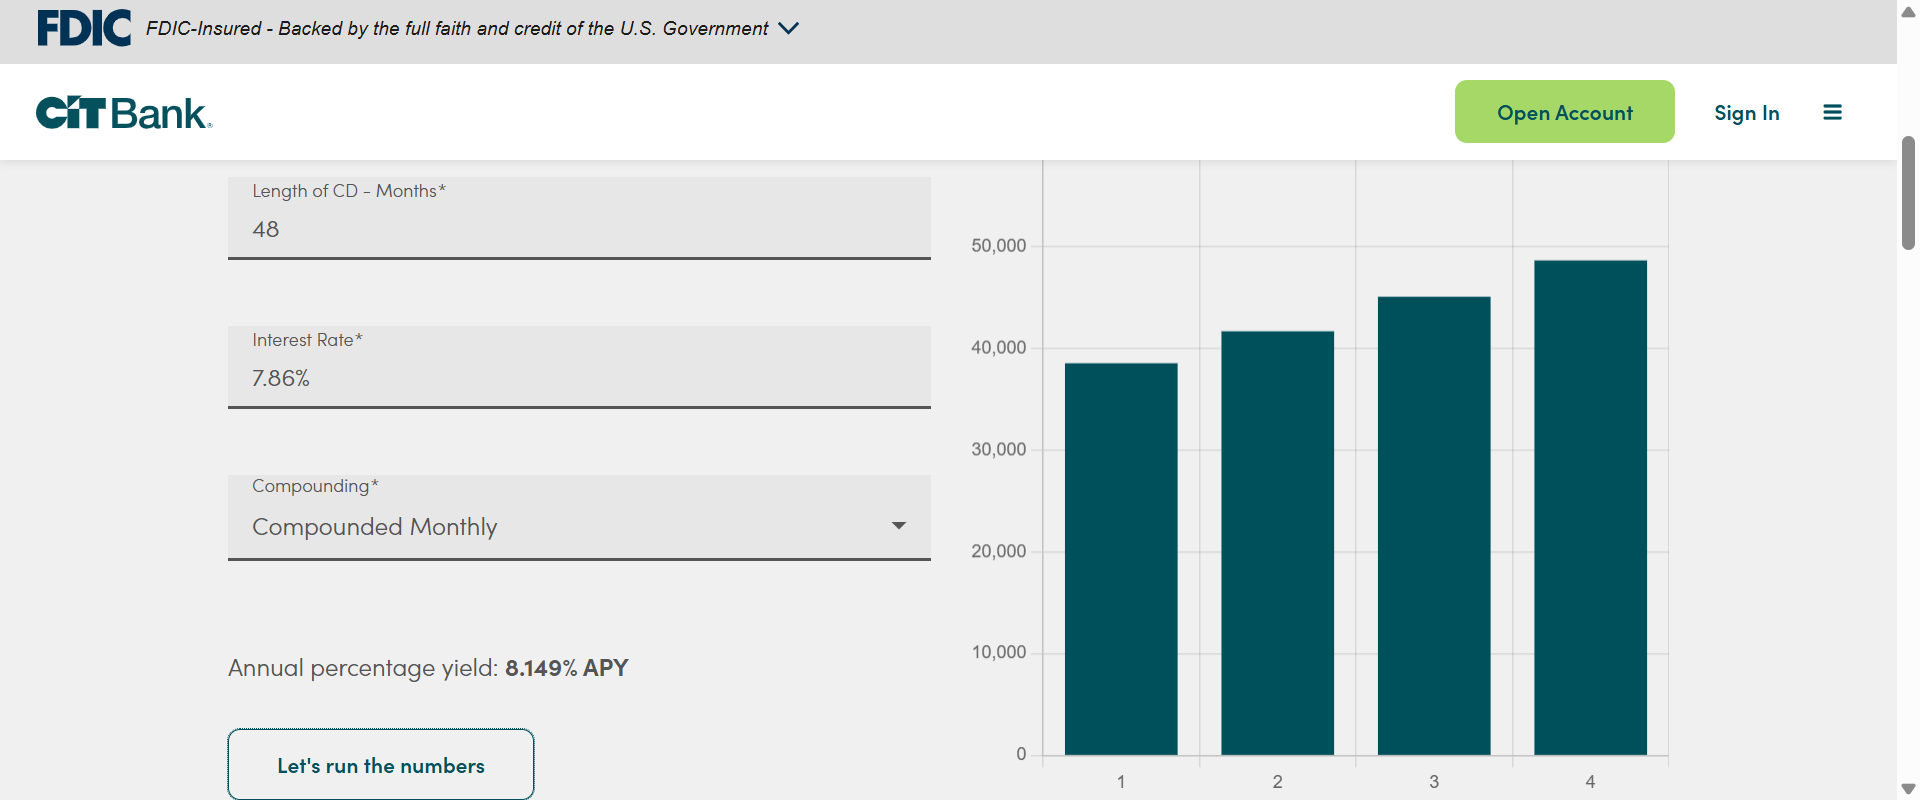 FDIC FDIC-Insured - Backed by the full faith and credit of the U.S. Government
CIT Bank®
Open Account
Sign In
Length of CD - Months*
48
Interest Rate*
7.86%
Compounding*
Compounded Monthly
Annual percentage yield: 8.149% APY
Let's run the numbers
50,000
40,000
30,000
20,000
10,000
0
1 2 3 4